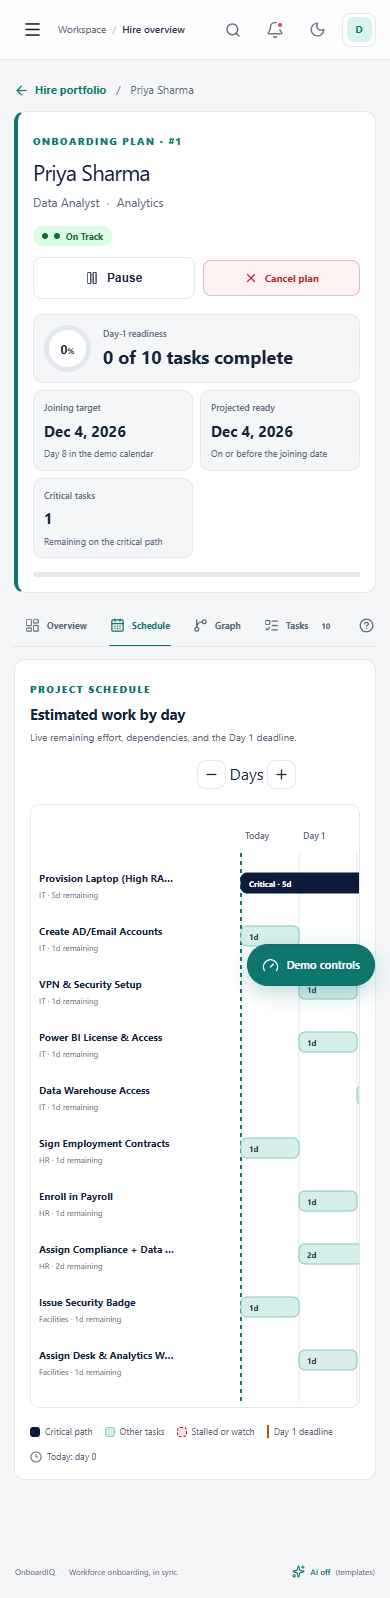 Workspace / Hire overview
D
Hire portfolio / Priya Sharma
ONBOARDING PLAN · #1
Priya Sharma
Data Analyst · Analytics
On Track
Pause
Cancel plan
0%
Day-1 readiness
0 of 10 tasks complete
Joining target
Dec 4, 2026
Day 8 in the demo calendar
Projected ready
Dec 4, 2026
On or before the joining date
Critical tasks
1
Remaining on the critical path
Overview
Schedule
Graph
Tasks 10
PROJECT SCHEDULE
Estimated work by day
Live remaining effort, dependencies, and the Day 1 deadline.
− Days +
Today Day 1
Provision Laptop (High RA...
IT · 5d remaining
Critical · 5d
Create AD/Email Accounts
IT · 1d remaining
1d
Demo controls
VPN & Security Setup
IT · 1d remaining
1d
Power BI License & Access
IT · 1d remaining
1d
Data Warehouse Access
IT · 1d remaining
Sign Employment Contracts
HR · 1d remaining
1d
Enroll in Payroll
HR · 1d remaining
1d
Assign Compliance + Data ...
HR · 2d remaining
2d
Issue Security Badge
Facilities · 1d remaining
1d
Assign Desk & Analytics W...
Facilities · 1d remaining
1d
Critical path
Other tasks
Stalled or watch
Day 1 deadline
Today: day 0
OnboardIQ · Workforce onboarding, in sync.
AI off (templates)